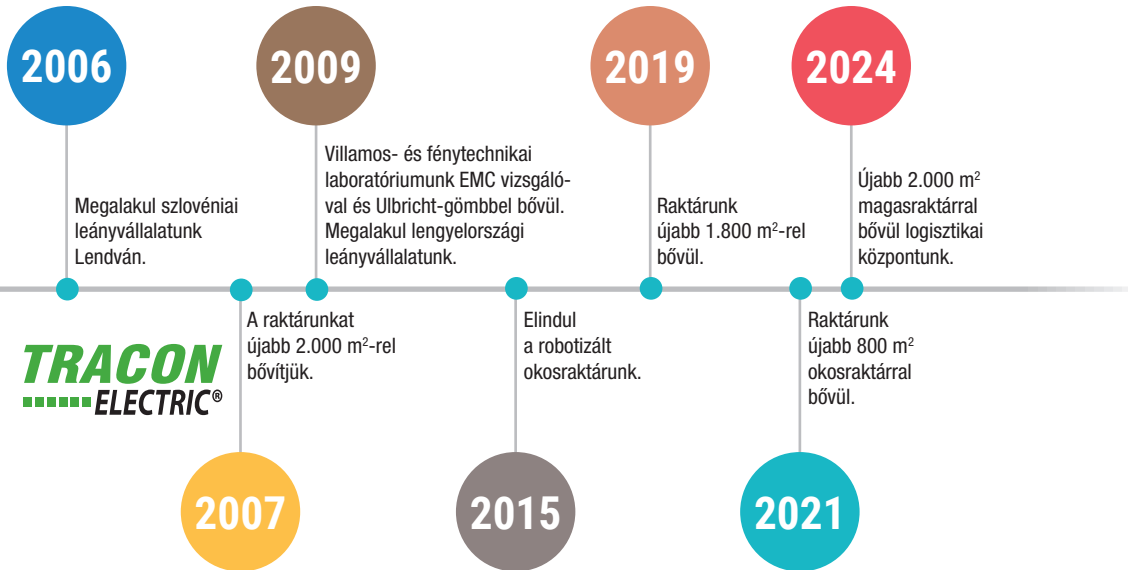 2006
Megalakul szlovéniai
leányvállalatunk
Lendván.
2007
A raktárunkat
újabb 2.000 m²-rel
bővítjük.
2009
Villamos- és fénytechnikai
laboratóriumunk EMC vizsgáló-
val és Ulbricht-gömbbel bővül.
Megalakul lengyelországi
leányvállalatunk.
2015
Elindul
a robotizált
okosraktárunk.
2019
Raktárunk
újabb 1.800 m²-rel
bővül.
2021
Raktárunk
újabb 800 m²
okosraktárral
bővül.
2024
Újabb 2.000 m²
magasraktárral
bővül logisztikai
központunk.
TRACON
ELECTRIC®